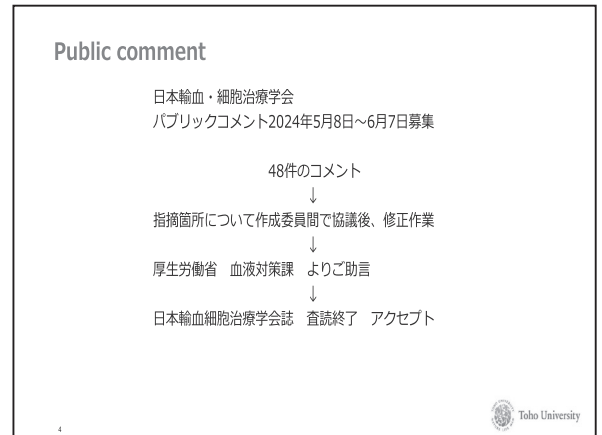 Public comment
日本輸血・細胞治療学会
パブリックコメント2024年5月8日～6月7日募集
48件のコメント
↓
指摘箇所について作成委員間で協議後、修正作業
↓
厚生労働省　血液対策課　よりご助言
↓
日本輸血細胞治療学会誌　査読終了　アクセプト
Toho University
4